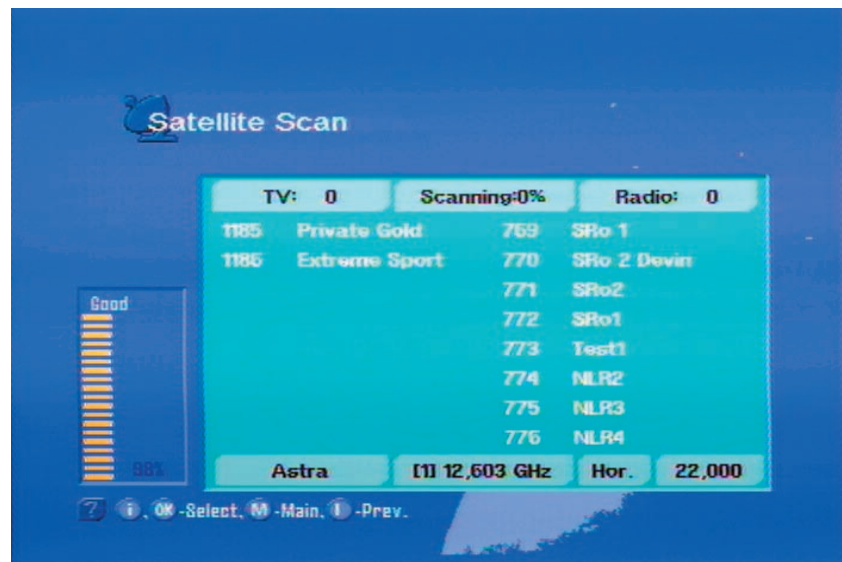 Satellite Scan
TV: 0 Scanning:0% Radio: 0
1185 Private Gold 769 SRo 1
1186 Extreme Sport 770 SRo 2 Devin
771 SRo2
772 SRo1
773 Test1
774 NLR2
775 NLR3
776 NLR4
Good
98%
Astra [1] 12,603 GHz Hor. 22,000
? i, OK -Select, M -Main, I -Prev.